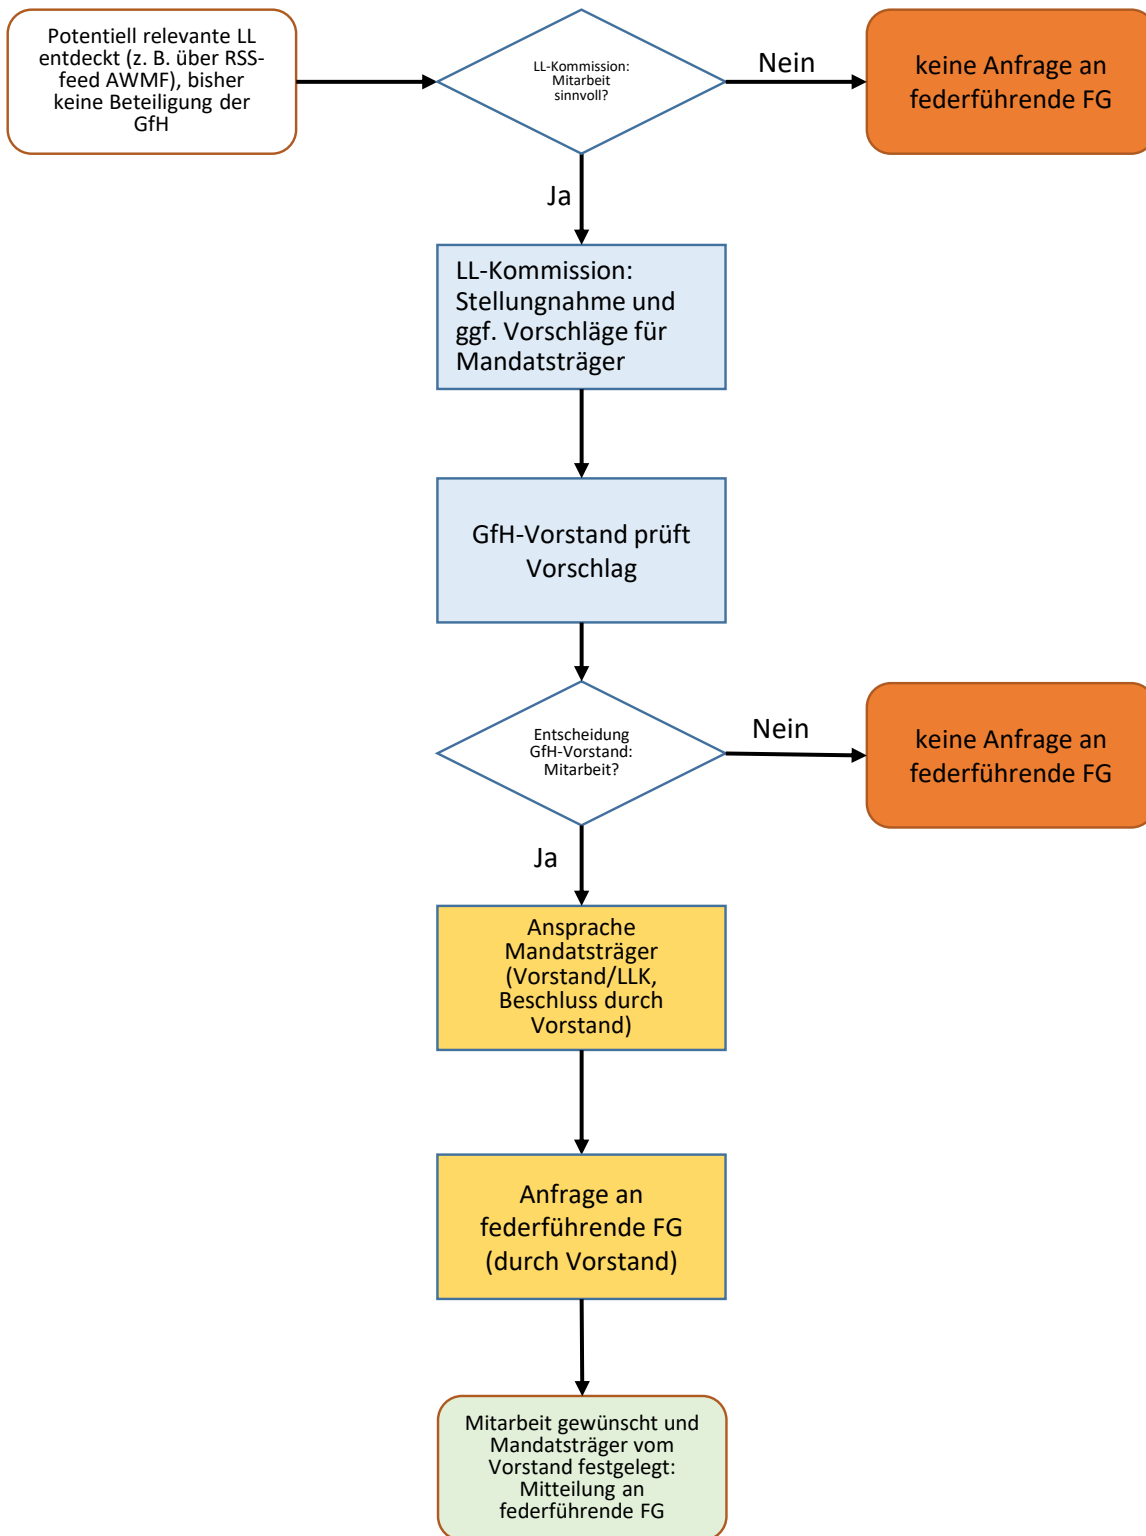 Potentiell relevante LL
entdeckt (z. B. über RSS-
feed AWMF), bisher
keine Beteiligung der
GfH
LL-Kommission:
Mitarbeit
sinnvoll?
Nein
keine Anfrage an
federführende FG
Ja
LL-Kommission:
Stellungnahme und
ggf. Vorschläge für
Mandatsträger
GfH-Vorstand prüft
Vorschlag
Entscheidung
GfH-Vorstand:
Mitarbeit?
Nein
keine Anfrage an
federführende FG
Ja
Ansprache
Mandatsträger
(Vorstand/LLK,
Beschluss durch
Vorstand)
Anfrage an
federführende FG
(durch Vorstand)
Mitarbeit gewünscht und
Mandatsträger vom
Vorstand festgelegt:
Mitteilung an
federführende FG